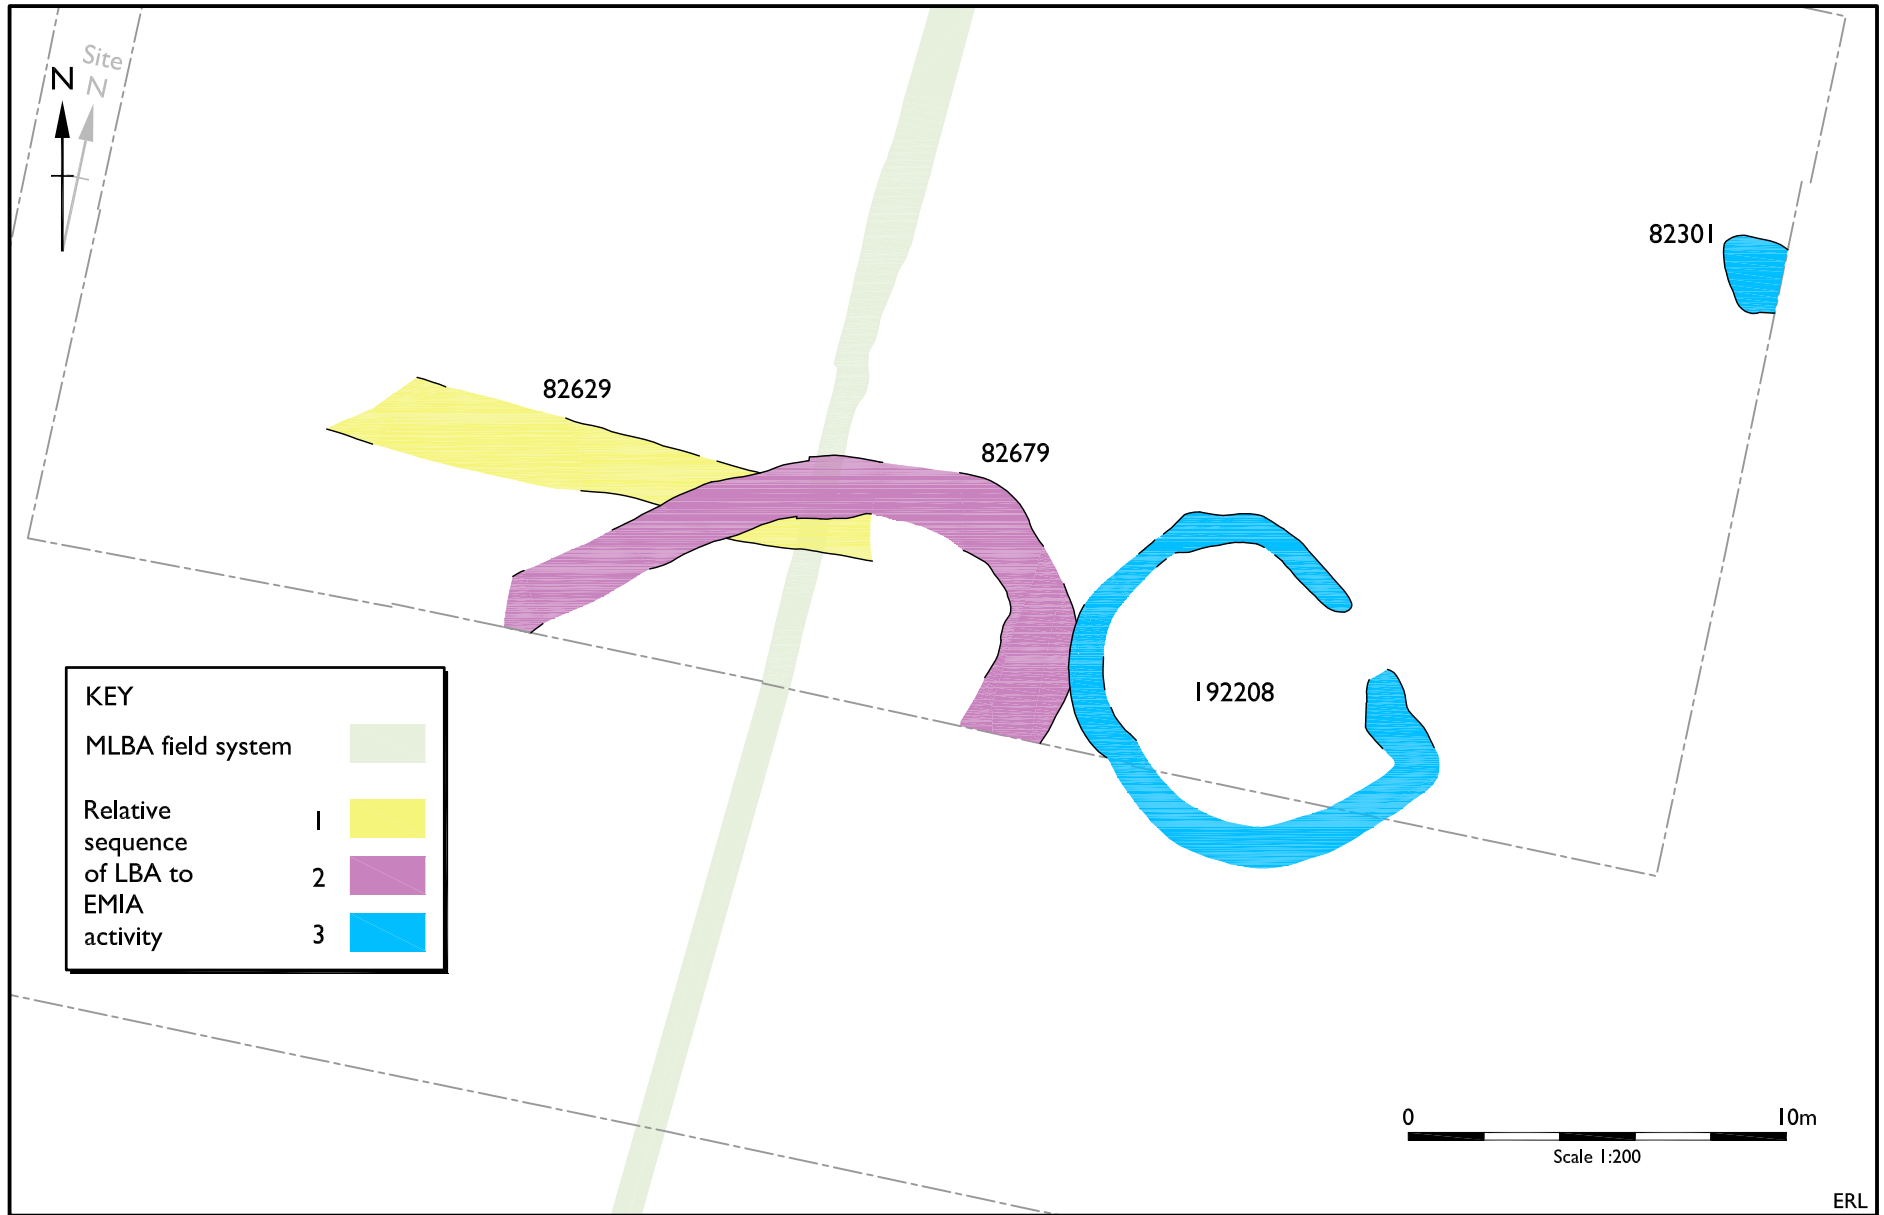 Site
N
N
82301
82629
82679
192208
KEY
MLBA field system
Relative
sequence
of LBA to
EMIA
activity
1
2
3
0 10m
Scale 1:200
ERL